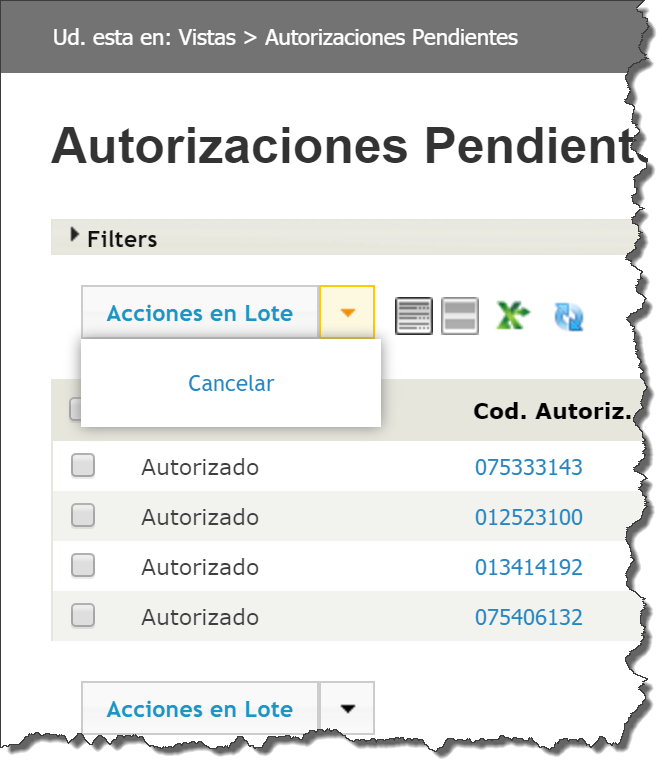 Ud. esta en: Vistas > Autorizaciones Pendientes
Autorizaciones Pendient
Filters
Acciones en Lote
Cancelar
Cod. Autoriz.
Autorizado 075333143
Autorizado 012523100
Autorizado 013414192
Autorizado 075406132
Acciones en Lote